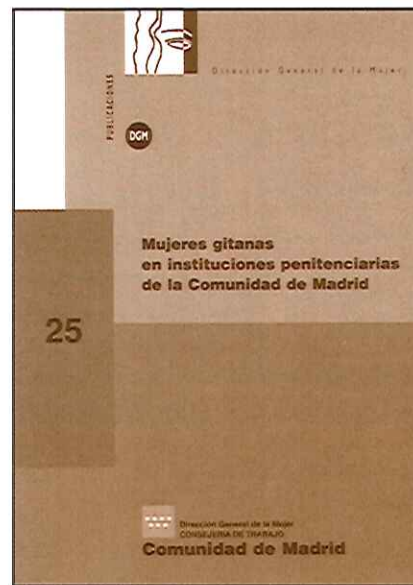 Dirección General de la Mujer
PUBLICACIONES
DGM
Mujeres gitanas
en instituciones penitenciarias
de la Comunidad de Madrid
25
Dirección General de la Mujer
CONSEJERIA DE TRABAJO
Comunidad de Madrid